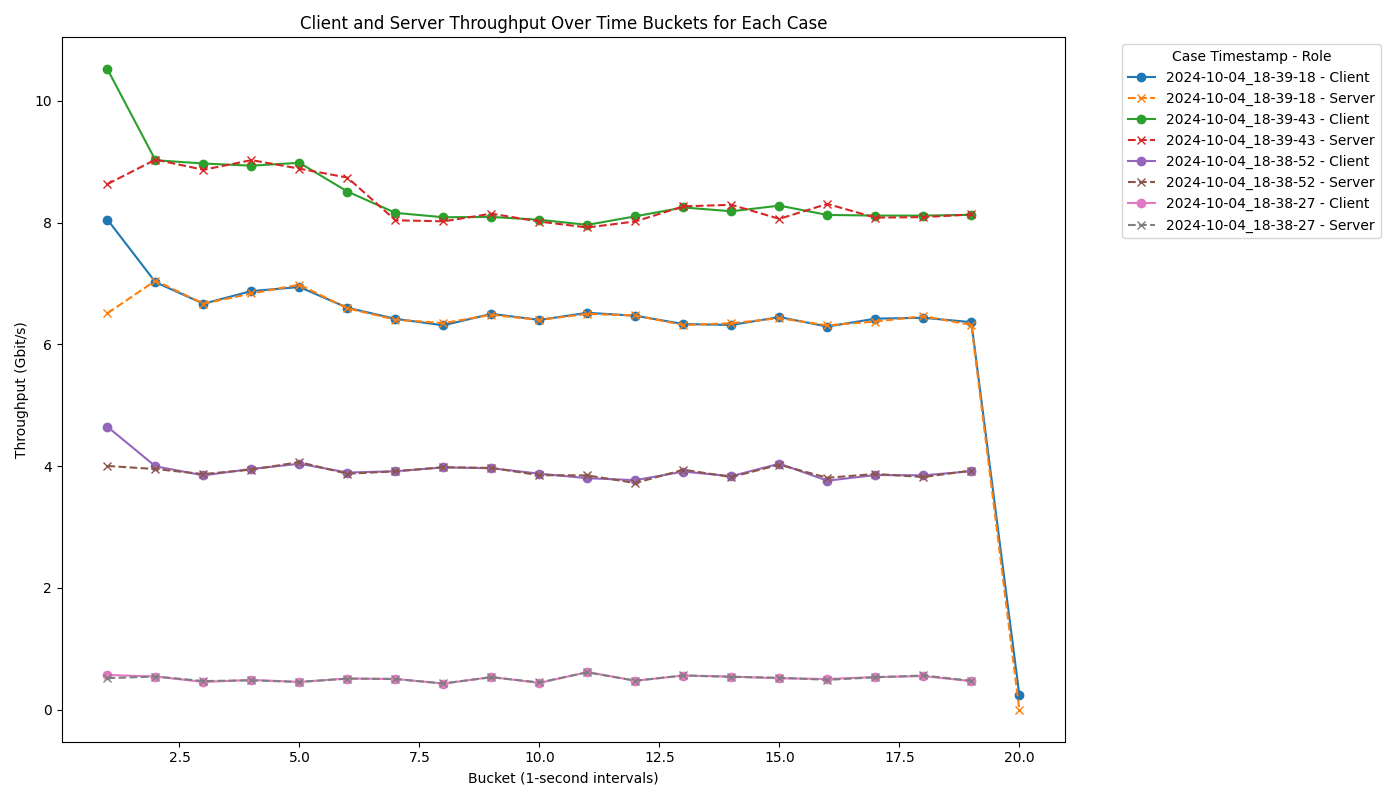 Client and Server Throughput Over Time Buckets for Each Case
Throughput (Gbit/s)
10
8
6
4
2
0
2.5 5.0 7.5 10.0 12.5 15.0 17.5 20.0
Bucket (1-second intervals)
Case Timestamp - Role
2024-10-04_18-39-18 - Client
2024-10-04_18-39-18 - Server
2024-10-04_18-39-43 - Client
2024-10-04_18-39-43 - Server
2024-10-04_18-38-52 - Client
2024-10-04_18-38-52 - Server
2024-10-04_18-38-27 - Client
2024-10-04_18-38-27 - Server